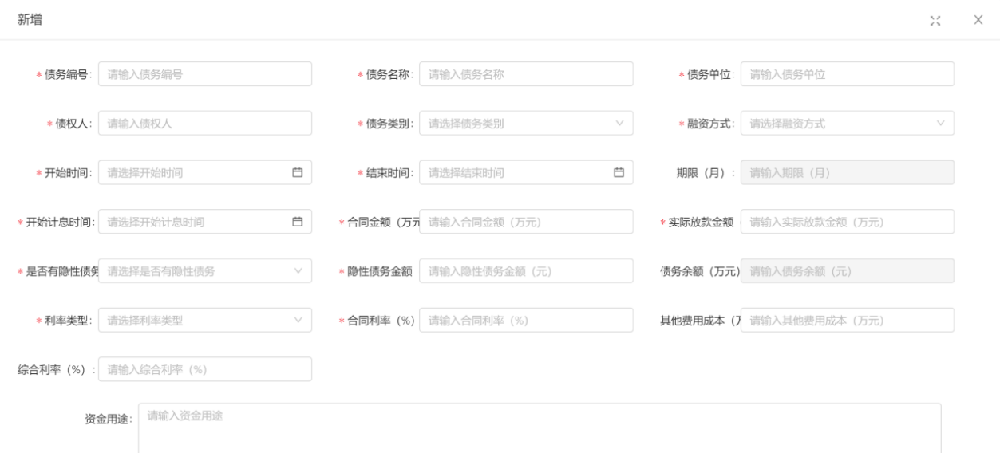 新增
* 债务编号: 请输入债务编号 * 债务名称: 请输入债务名称 * 债务单位: 请输入债务单位
* 债权人: 请输入债权人 * 债务类别: 请选择债务类别 * 融资方式: 请选择融资方式
* 开始时间: 请选择开始时间 * 结束时间: 请选择结束时间 期限（月）: 请输入期限（月）
* 开始计息时间: 请选择开始计息时间 * 合同金额（万元 请输入合同金额（万元） * 实际放款金额（ 请输入实际放款金额（万元）
* 是否有隐性债务 请选择是否有隐性债务 * 隐性债务金额 请输入隐性债务金额（元） 债务余额（万元） 请输入债务余额（元）
* 利率类型: 请选择利率类型 * 合同利率（%） 请输入合同利率（%） 其他费用成本（ 请输入其他费用成本（万元）
综合利率（%）: 请输入综合利率（%）
资金用途: 请输入资金用途